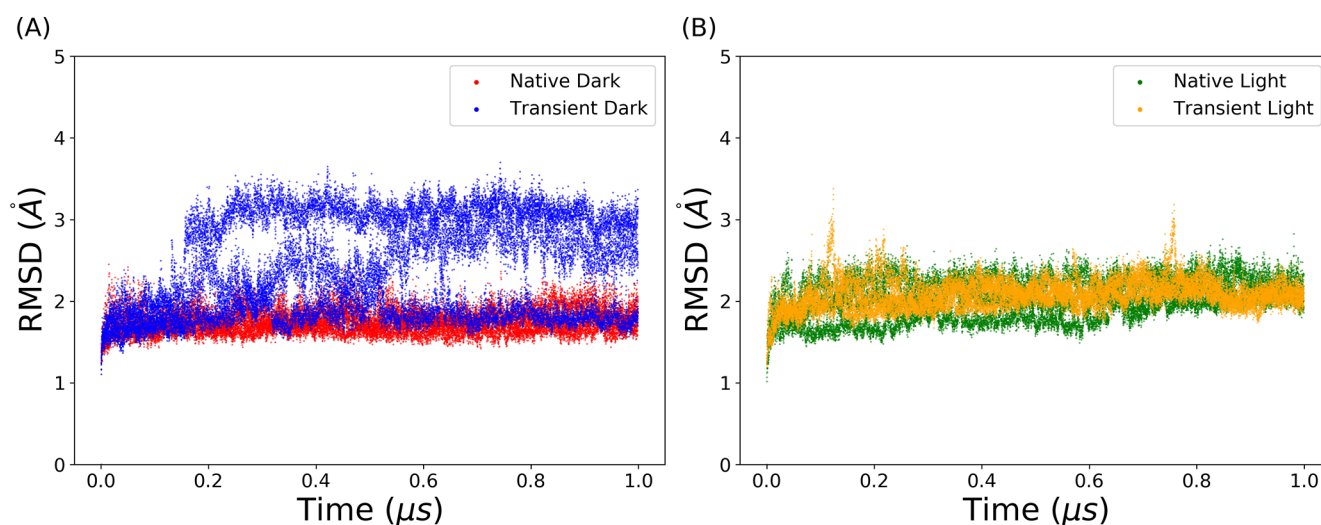 (A)
RMSD (Å)
5
4
3
2
1
0
0.0 0.2 0.4 0.6 0.8 1.0
Time (μs)
Native Dark
Transient Dark
(B)
RMSD (Å)
5
4
3
2
1
0
0.0 0.2 0.4 0.6 0.8 1.0
Time (μs)
Native Light
Transient Light